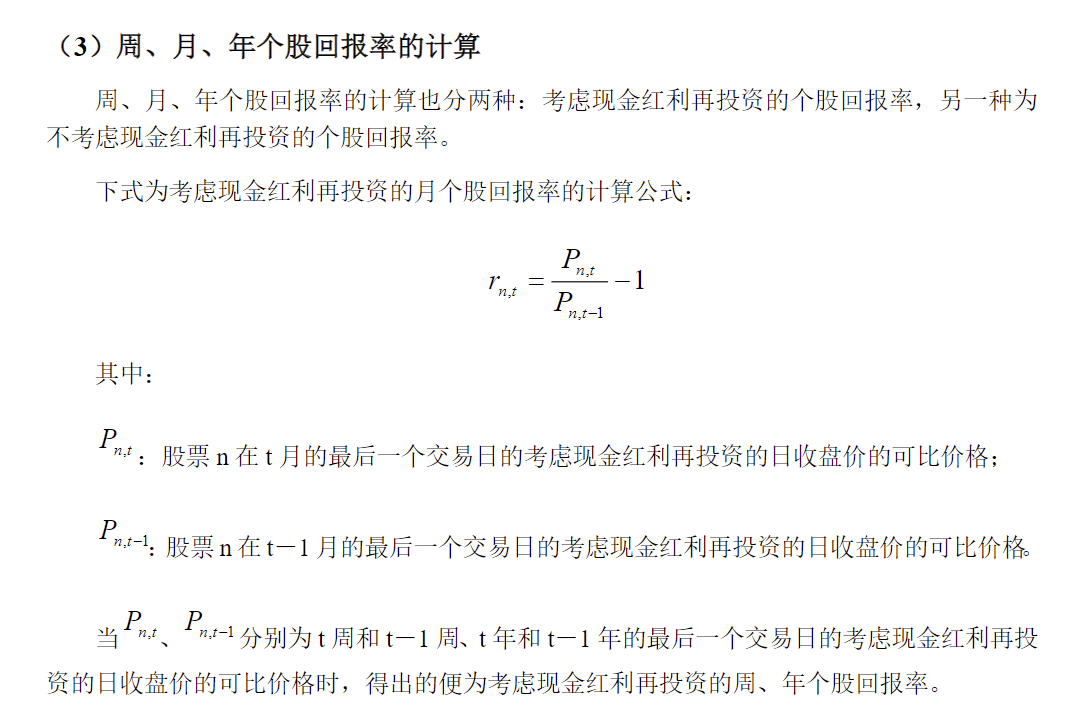 （3）周、月、年个股回报率的计算
周、月、年个股回报率的计算也分两种：考虑现金红利再投资的个股回报率，另一种为
不考虑现金红利再投资的个股回报率。
下式为考虑现金红利再投资的月个股回报率的计算公式：
r_{n,t} = \frac{P_{n,t}}{P_{n,t-1}} - 1
其中：
P_{n,t}：股票 n 在 t 月的最后一个交易日的考虑现金红利再投资的日收盘价的可比价格；
P_{n,t-1}：股票 n 在 t－1 月的最后一个交易日的考虑现金红利再投资的日收盘价的可比价格。
当 P_{n,t}、P_{n,t-1} 分别为 t 周和 t－1 周、t 年和 t－1 年的最后一个交易日的考虑现金红利再投
资的日收盘价的可比价格时，得出的便为考虑现金红利再投资的周、年个股回报率。